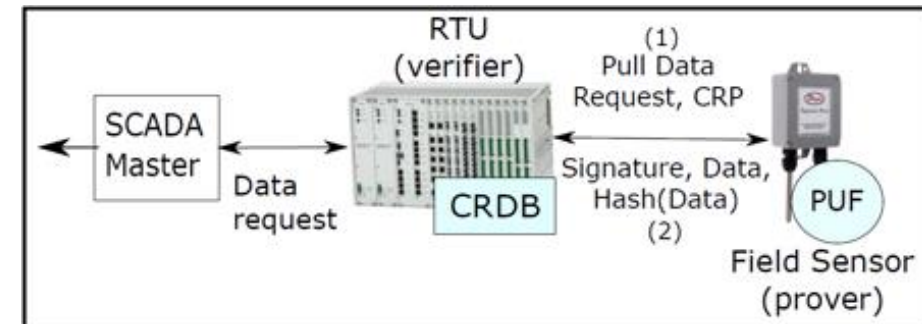 SCADA
Master
Data
request
RTU
(verifier)
CRDB
(1)
Pull Data
Request, CRP
Signature, Data,
Hash(Data)
(2)
PUF
Field Sensor
(prover)